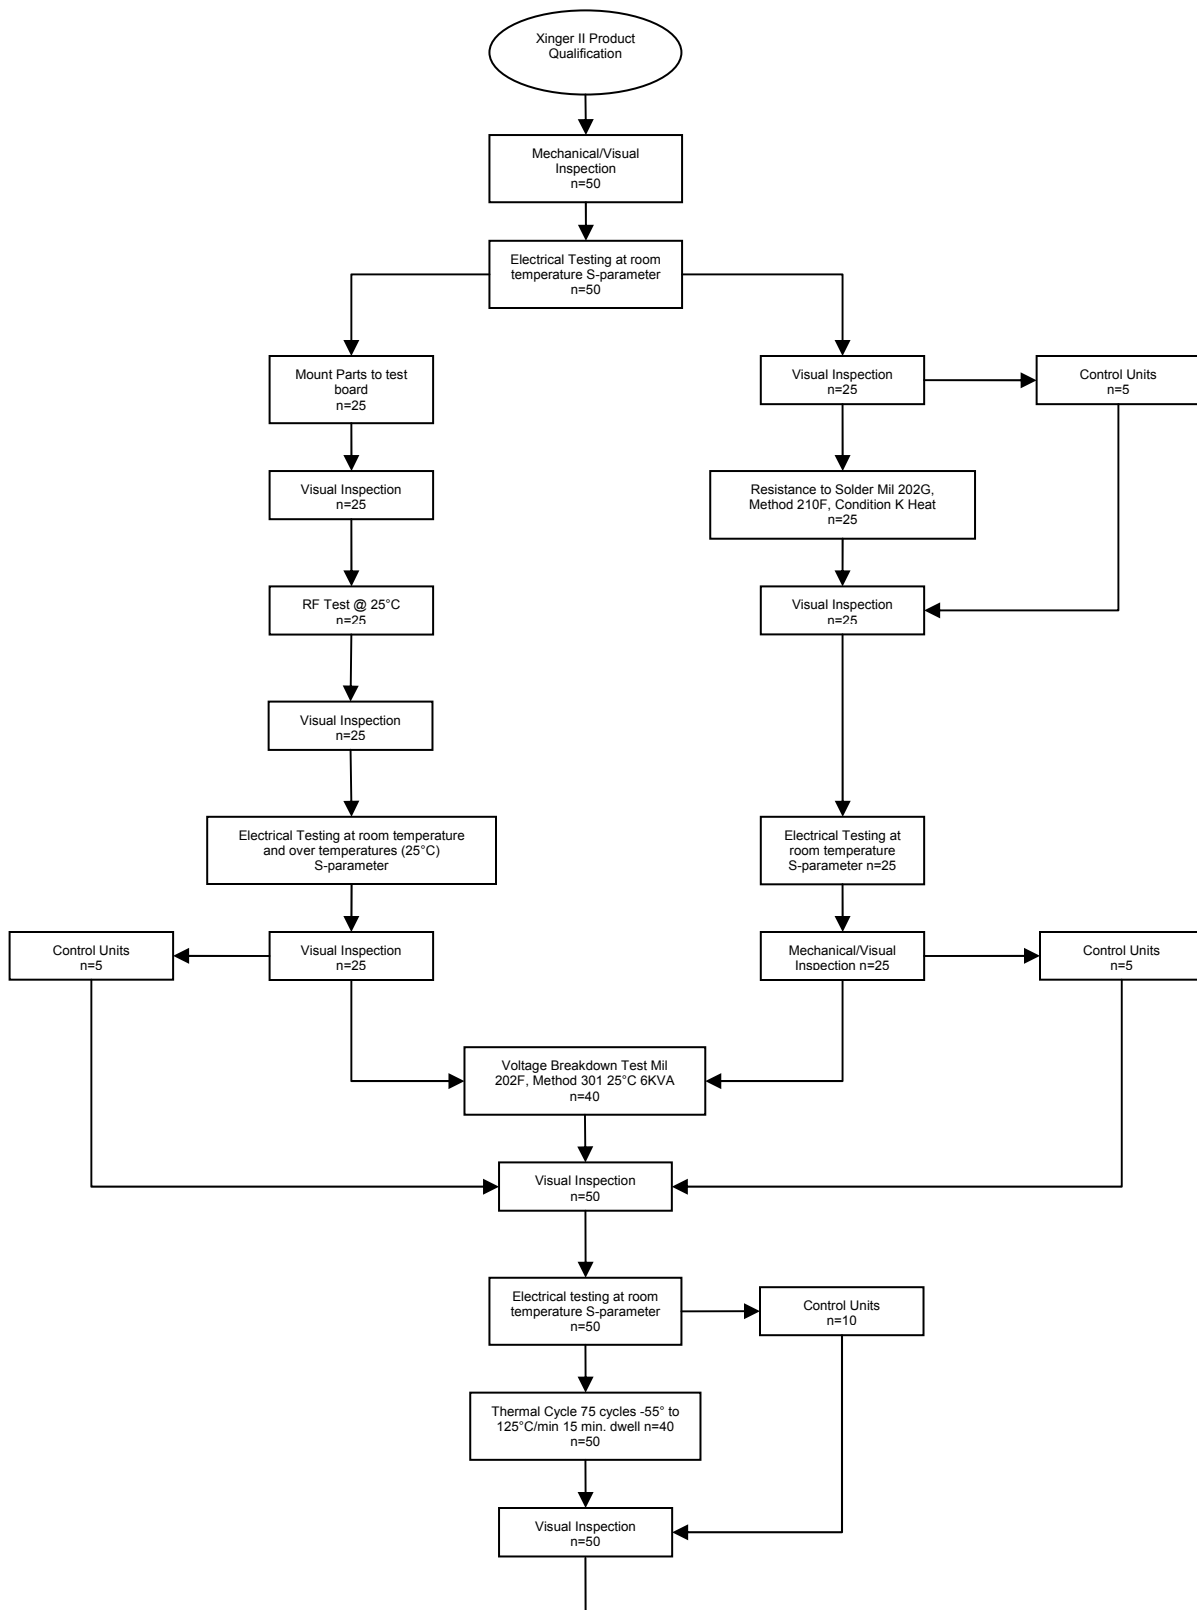 Xinger II Product
Qualification
Mechanical/Visual
Inspection
n=50
Electrical Testing at room
temperature S-parameter
n=50
Mount Parts to test
board
n=25
Visual Inspection
n=25
Control Units
n=5
Visual Inspection
n=25
Resistance to Solder Mil 202G,
Method 210F, Condition K Heat
n=25
RF Test @ 25°C
n=25
Visual Inspection
n=25
Visual Inspection
n=25
Electrical Testing at room temperature
and over temperatures (25°C)
S-parameter
Electrical Testing at
room temperature
S-parameter n=25
Control Units
n=5
Visual Inspection
n=25
Mechanical/Visual
Inspection n=25
Control Units
n=5
Voltage Breakdown Test Mil
202F, Method 301 25°C 6KVA
n=40
Visual Inspection
n=50
Electrical testing at room
temperature S-parameter
n=50
Control Units
n=10
Thermal Cycle 75 cycles -55° to
125°C/min 15 min. dwell n=40
n=50
Visual Inspection
n=50